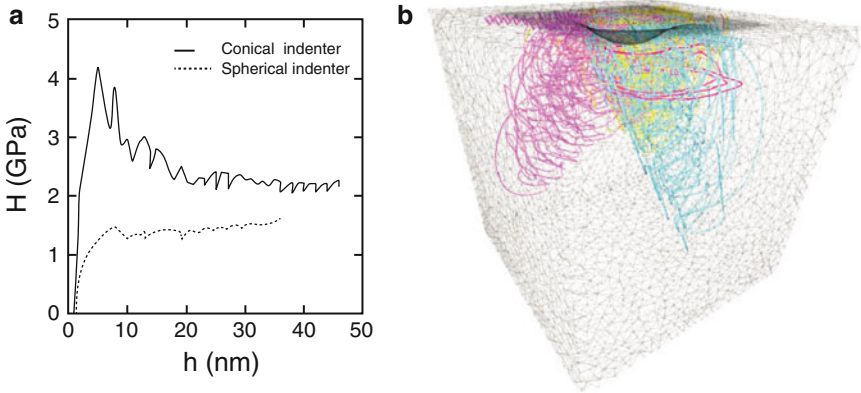 a
5
4
3
2
1
0
H (GPa)
Conical indenter
Spherical indenter
0 10 20 30 40 50
h (nm)
b